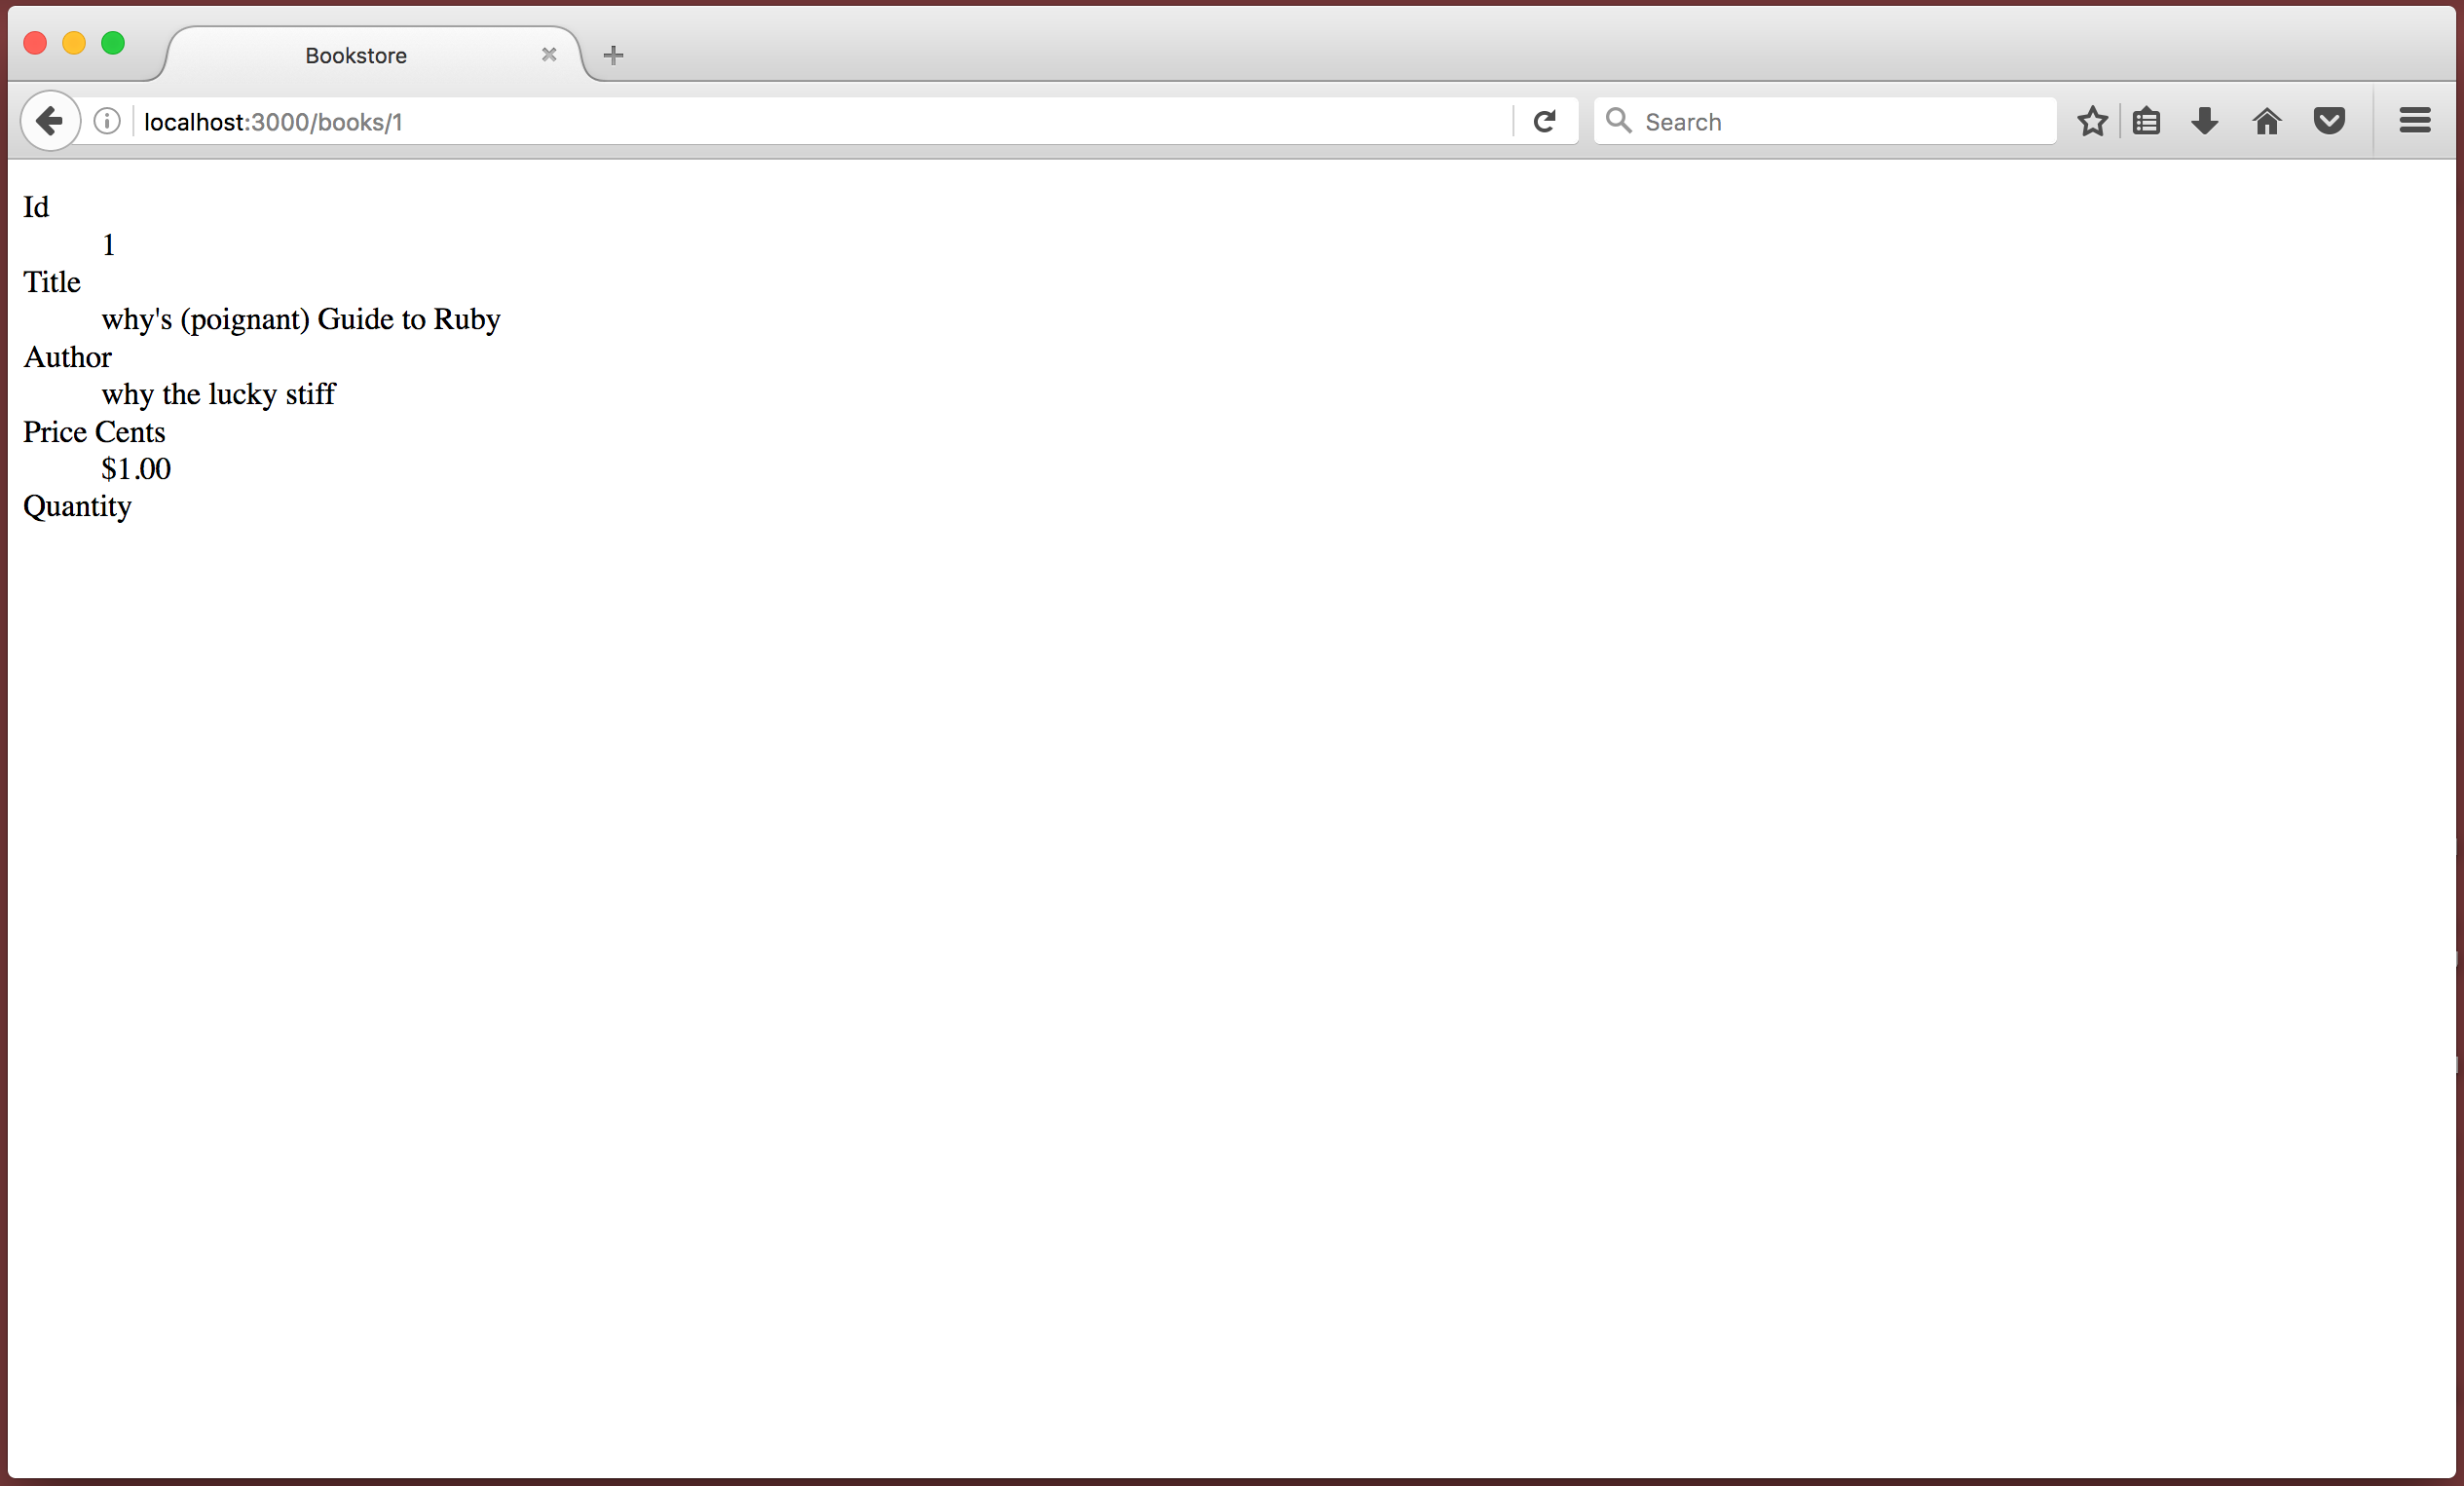 Bookstore
localhost:3000/books/1
Search
Id
1
Title
why's (poignant) Guide to Ruby
Author
why the lucky stiff
Price Cents
$1.00
Quantity